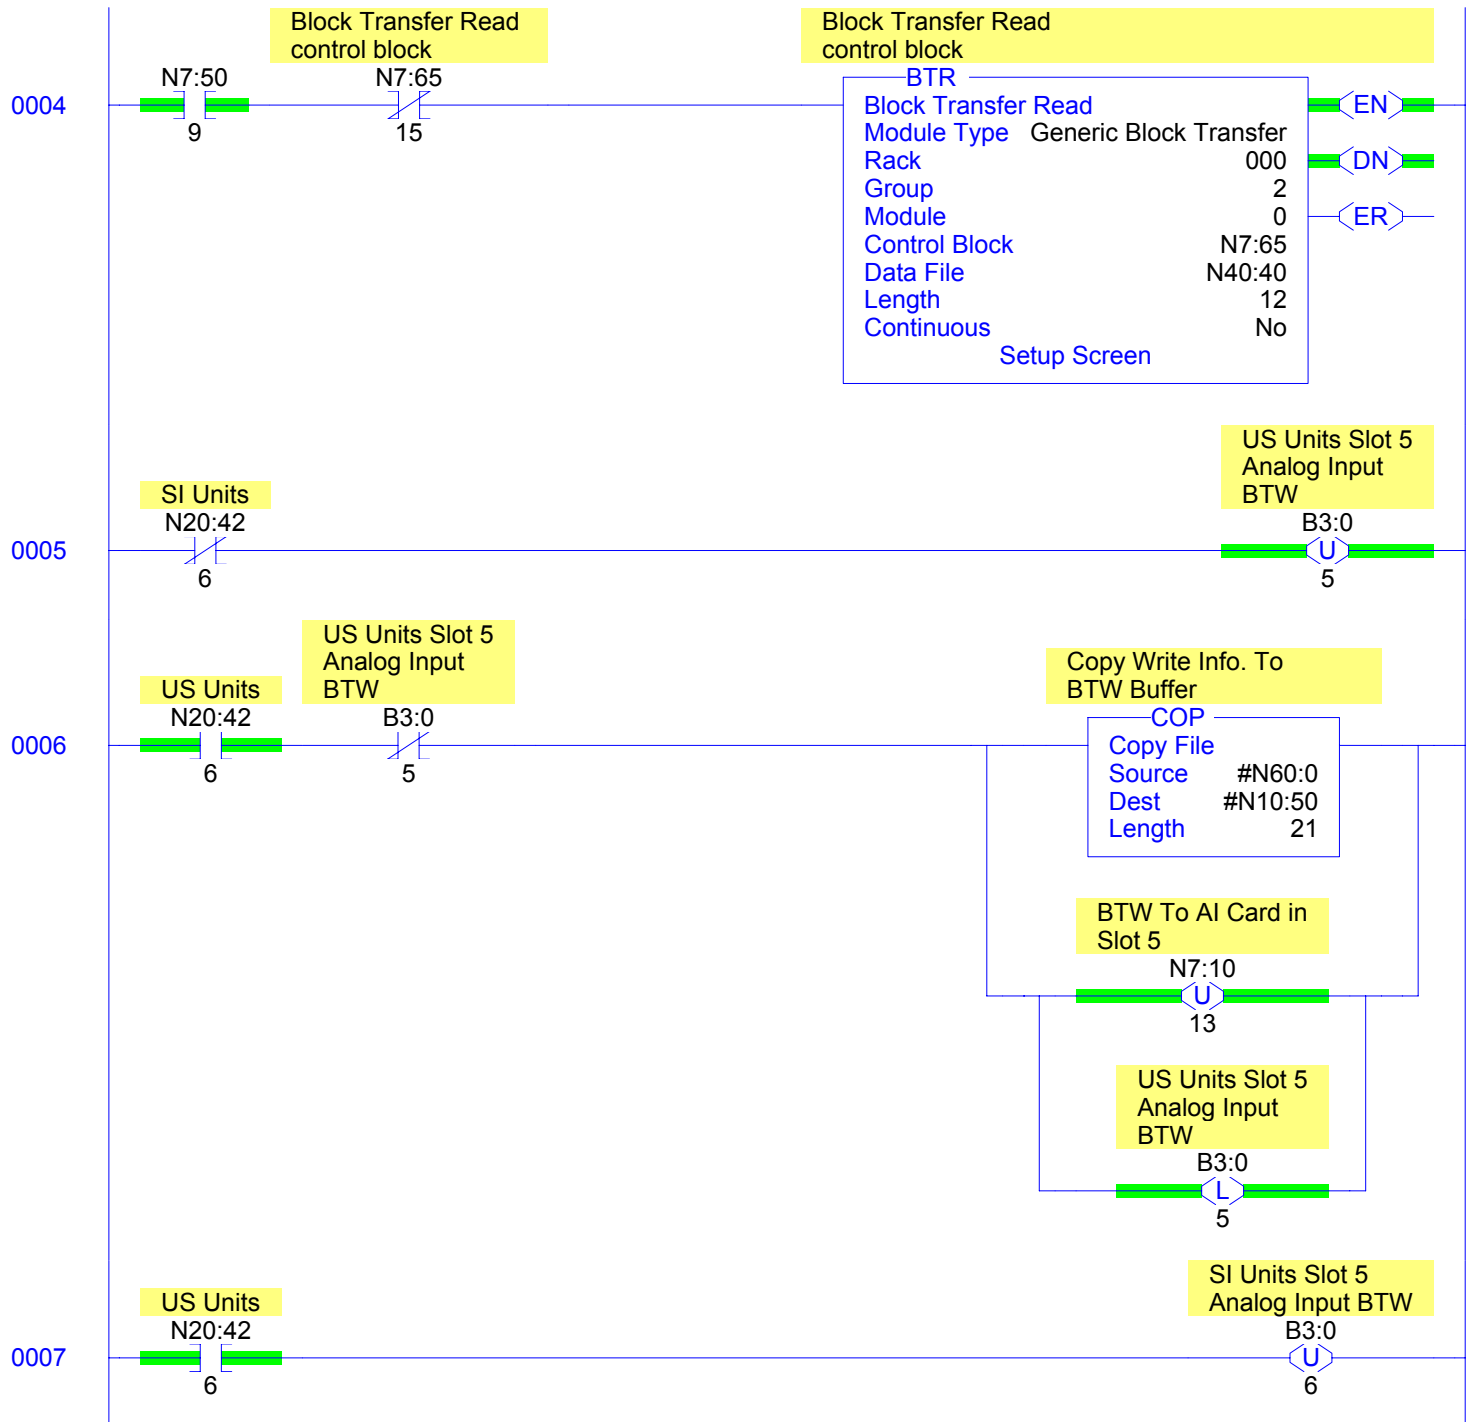 Block Transfer Read
control block
Block Transfer Read
control block
N7:50
N7:65
BTR
0004
9
15
Block Transfer Read
EN
Module Type Generic Block Transfer
Rack 000
DN
Group 2
Module 0
ER
Control Block N7:65
Data File N40:40
Length 12
Continuous No
Setup Screen
US Units Slot 5
Analog Input
BTW
SI Units
N20:42
B3:0
0005
U
6
5
US Units Slot 5
Analog Input
BTW
Copy Write Info. To
BTW Buffer
US Units
N20:42
B3:0
COP
0006
6
5
Copy File
Source #N60:0
Dest #N10:50
Length 21
BTW To AI Card in
Slot 5
N7:10
U
13
US Units Slot 5
Analog Input
BTW
B3:0
L
5
SI Units Slot 5
Analog Input BTW
US Units
N20:42
B3:0
0007
U
6
6